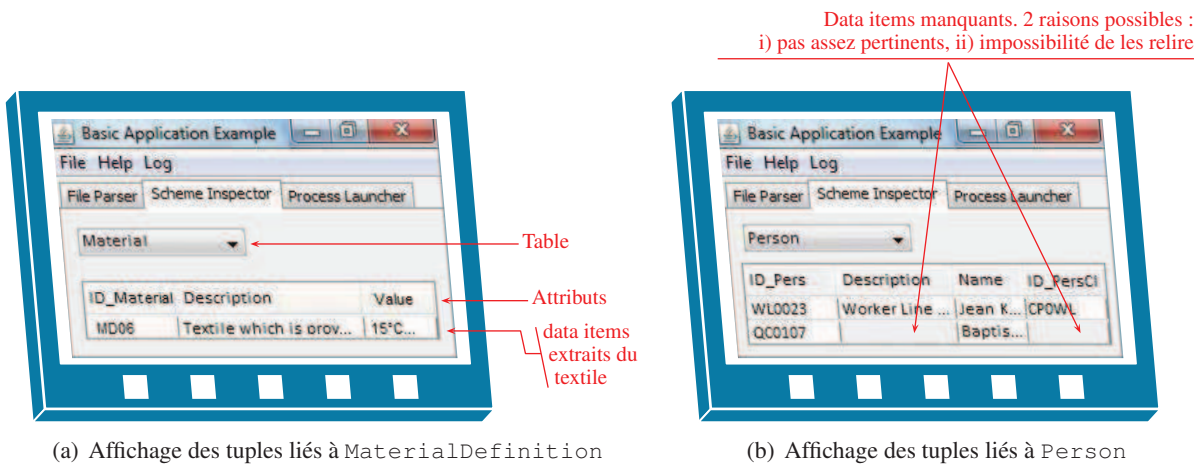 Data items manquants. 2 raisons possibles :
i) pas assez pertinents, ii) impossibilité de les relire
Basic Application Example
File Help Log
File Parser Scheme Inspector Process Launcher
Material
Table
ID_Material Description Value
Attributs
MD06 Textile which is prov... 15°C...
data items
extraits du
textile
(a) Affichage des tuples liés à MaterialDefinition
Basic Application Example
File Help Log
File Parser Scheme Inspector Process Launcher
Person
ID_Pers Description Name ID_PersCl
WL0023 Worker Line ... Jean K... CP0WL
QC0107 Baptis...
(b) Affichage des tuples liés à Person